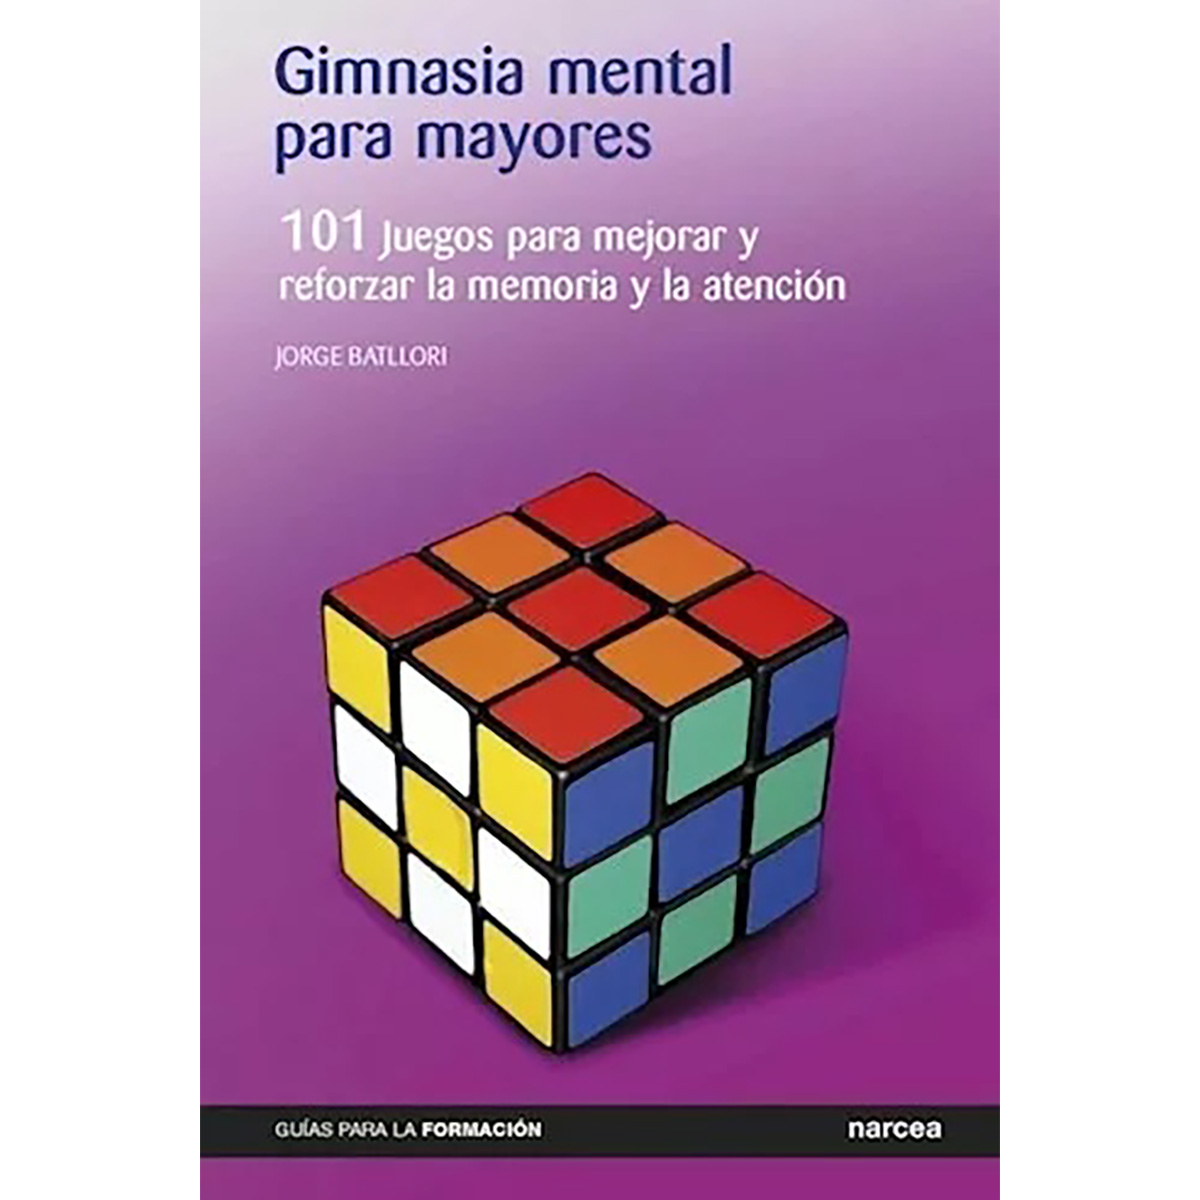 Gimnasia mental
para mayores
101 Juegos para mejorar y
reforzar la memoria y la atención
JORGE BATLLORI
GUÍAS PARA LA FORMACIÓN
narcea